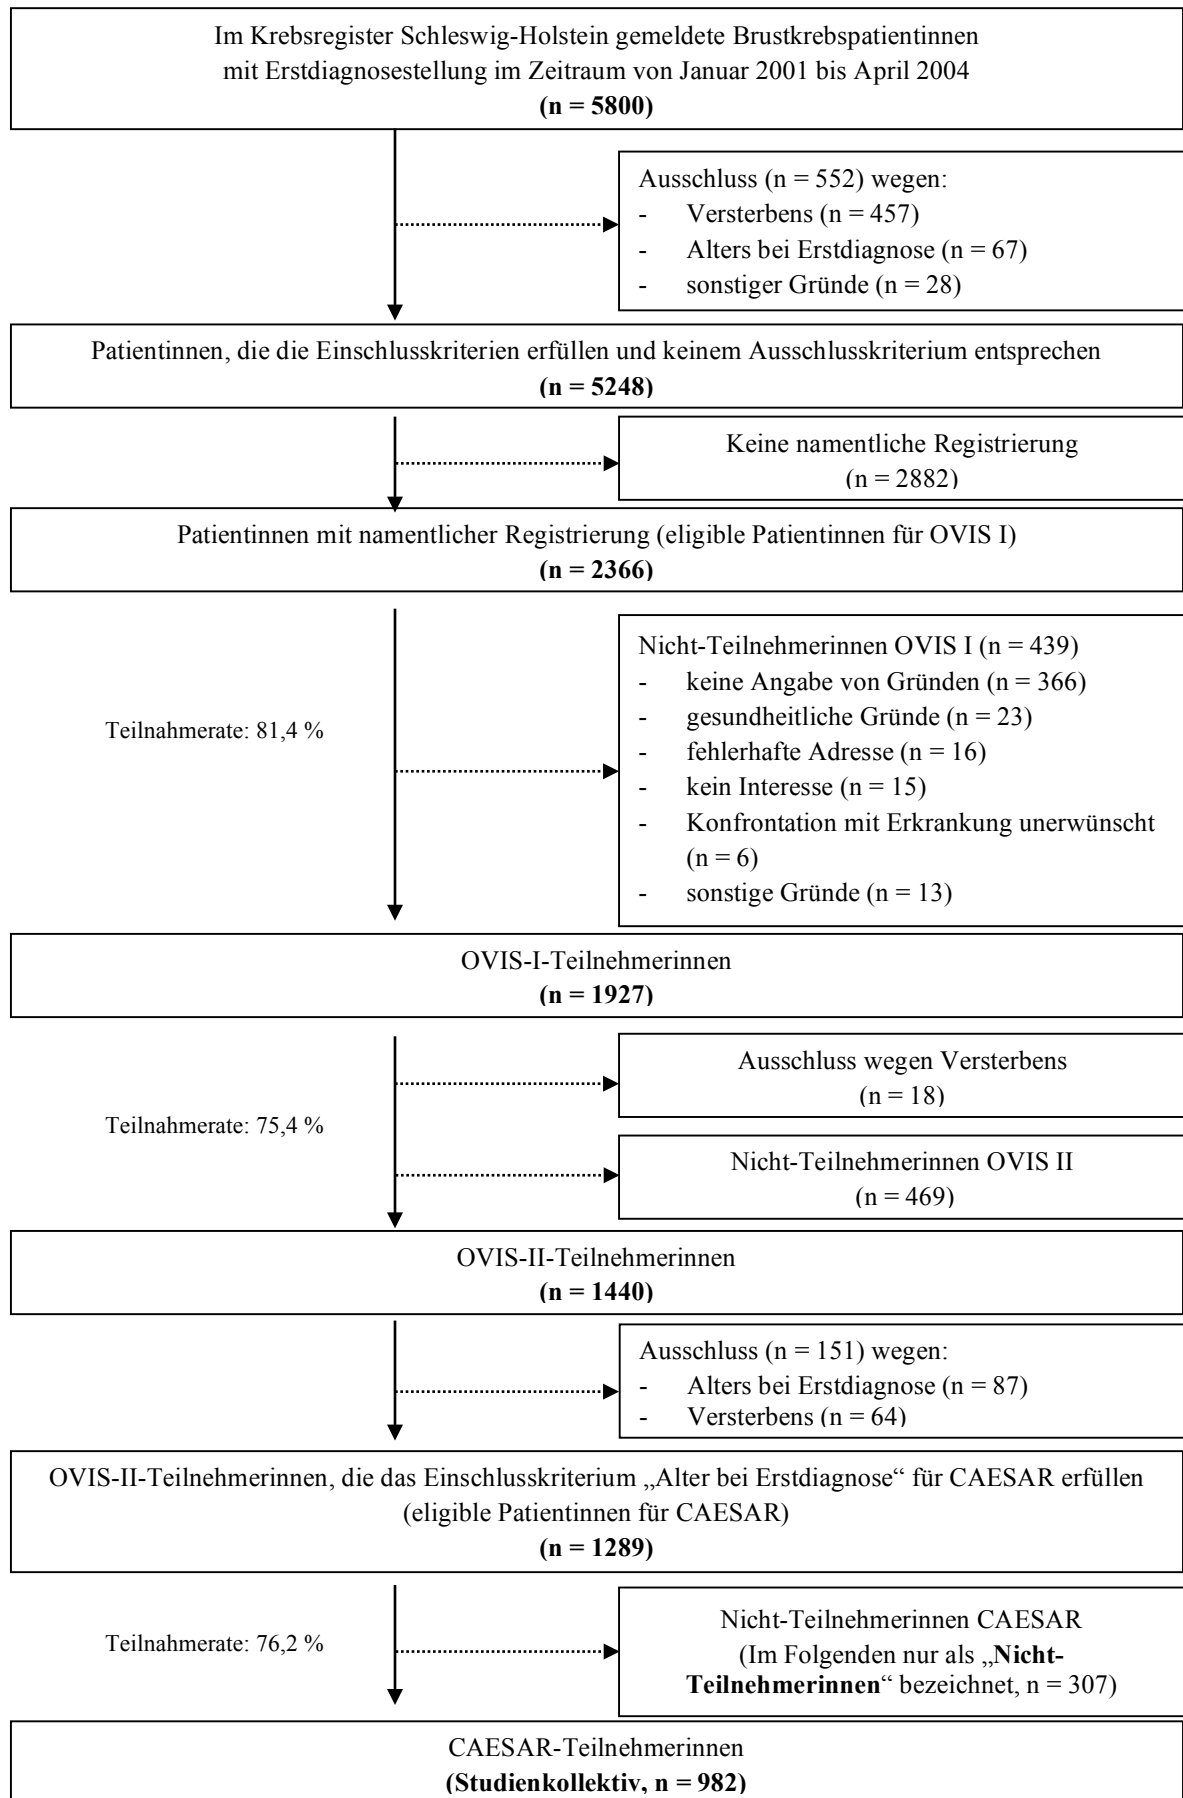 Im Krebsregister Schleswig-Holstein gemeldete Brustkrebspatientinnen
mit Erstdiagnosestellung im Zeitraum von Januar 2001 bis April 2004
(n = 5800)
Ausschluss (n = 552) wegen:
- Versterbens (n = 457)
- Alters bei Erstdiagnose (n = 67)
- sonstiger Gründe (n = 28)
Patientinnen, die die Einschlusskriterien erfüllen und keinem Ausschlusskriterium entsprechen
(n = 5248)
Keine namentliche Registrierung
(n = 2882)
Patientinnen mit namentlicher Registrierung (eligible Patientinnen für OVIS I)
(n = 2366)
Teilnahmerate: 81,4 %
Nicht-Teilnehmerinnen OVIS I (n = 439)
- keine Angabe von Gründen (n = 366)
- gesundheitliche Gründe (n = 23)
- fehlerhafte Adresse (n = 16)
- kein Interesse (n = 15)
- Konfrontation mit Erkrankung unerwünscht
(n = 6)
- sonstige Gründe (n = 13)
OVIS-I-Teilnehmerinnen
(n = 1927)
Ausschluss wegen Versterbens
(n = 18)
Teilnahmerate: 75,4 %
Nicht-Teilnehmerinnen OVIS II
(n = 469)
OVIS-II-Teilnehmerinnen
(n = 1440)
Ausschluss (n = 151) wegen:
- Alters bei Erstdiagnose (n = 87)
- Versterbens (n = 64)
OVIS-II-Teilnehmerinnen, die das Einschlusskriterium „Alter bei Erstdiagnose“ für CAESAR erfüllen
(eligible Patientinnen für CAESAR)
(n = 1289)
Teilnahmerate: 76,2 %
Nicht-Teilnehmerinnen CAESAR
(Im Folgenden nur als „Nicht-
Teilnehmerinnen“ bezeichnet, n = 307)
CAESAR-Teilnehmerinnen
(Studienkollektiv, n = 982)